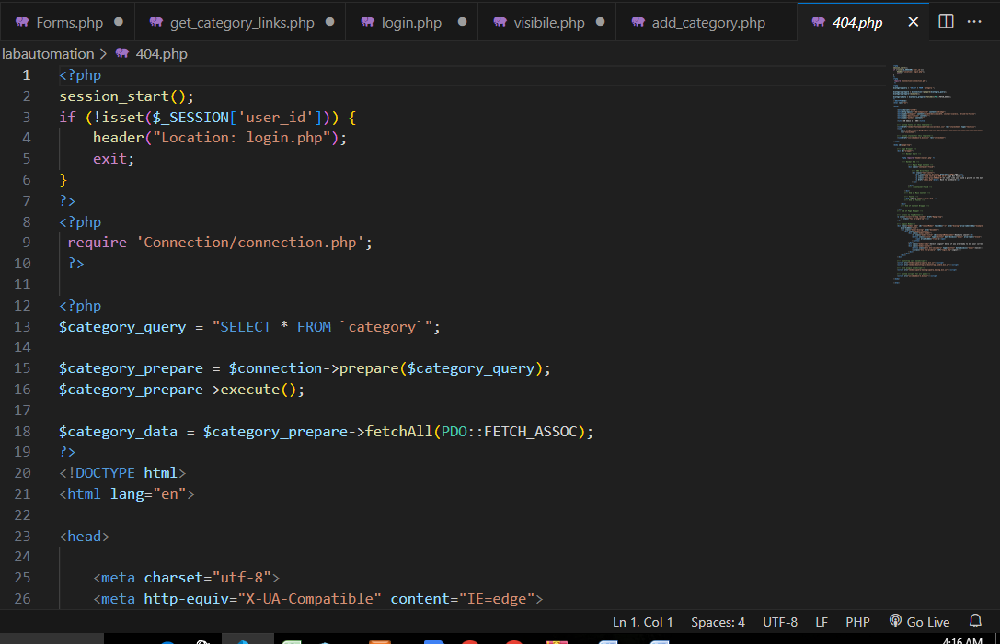 Forms.php get_category_links.php login.php visibile.php add_category.php 404.php
labautomation > 404.php
1 <?php
2 session_start();
3 if (!isset($_SESSION['user_id'])) {
4 header("Location: login.php");
5 exit;
6 }
7 ?>
8 <?php
9 require 'Connection/connection.php';
10 ?>
11
12 <?php
13 $category_query = "SELECT * FROM `category`";
14
15 $category_prepare = $connection->prepare($category_query);
16 $category_prepare->execute();
17
18 $category_data = $category_prepare->fetchAll(PDO::FETCH_ASSOC);
19 ?>
20 <!DOCTYPE html>
21 <html lang="en">
22
23 <head>
24
25 <meta charset="utf-8">
26 <meta http-equiv="X-UA-Compatible" content="IE=edge">
Ln 1, Col 1 Spaces: 4 UTF-8 LF PHP Go Live
4:16 AM